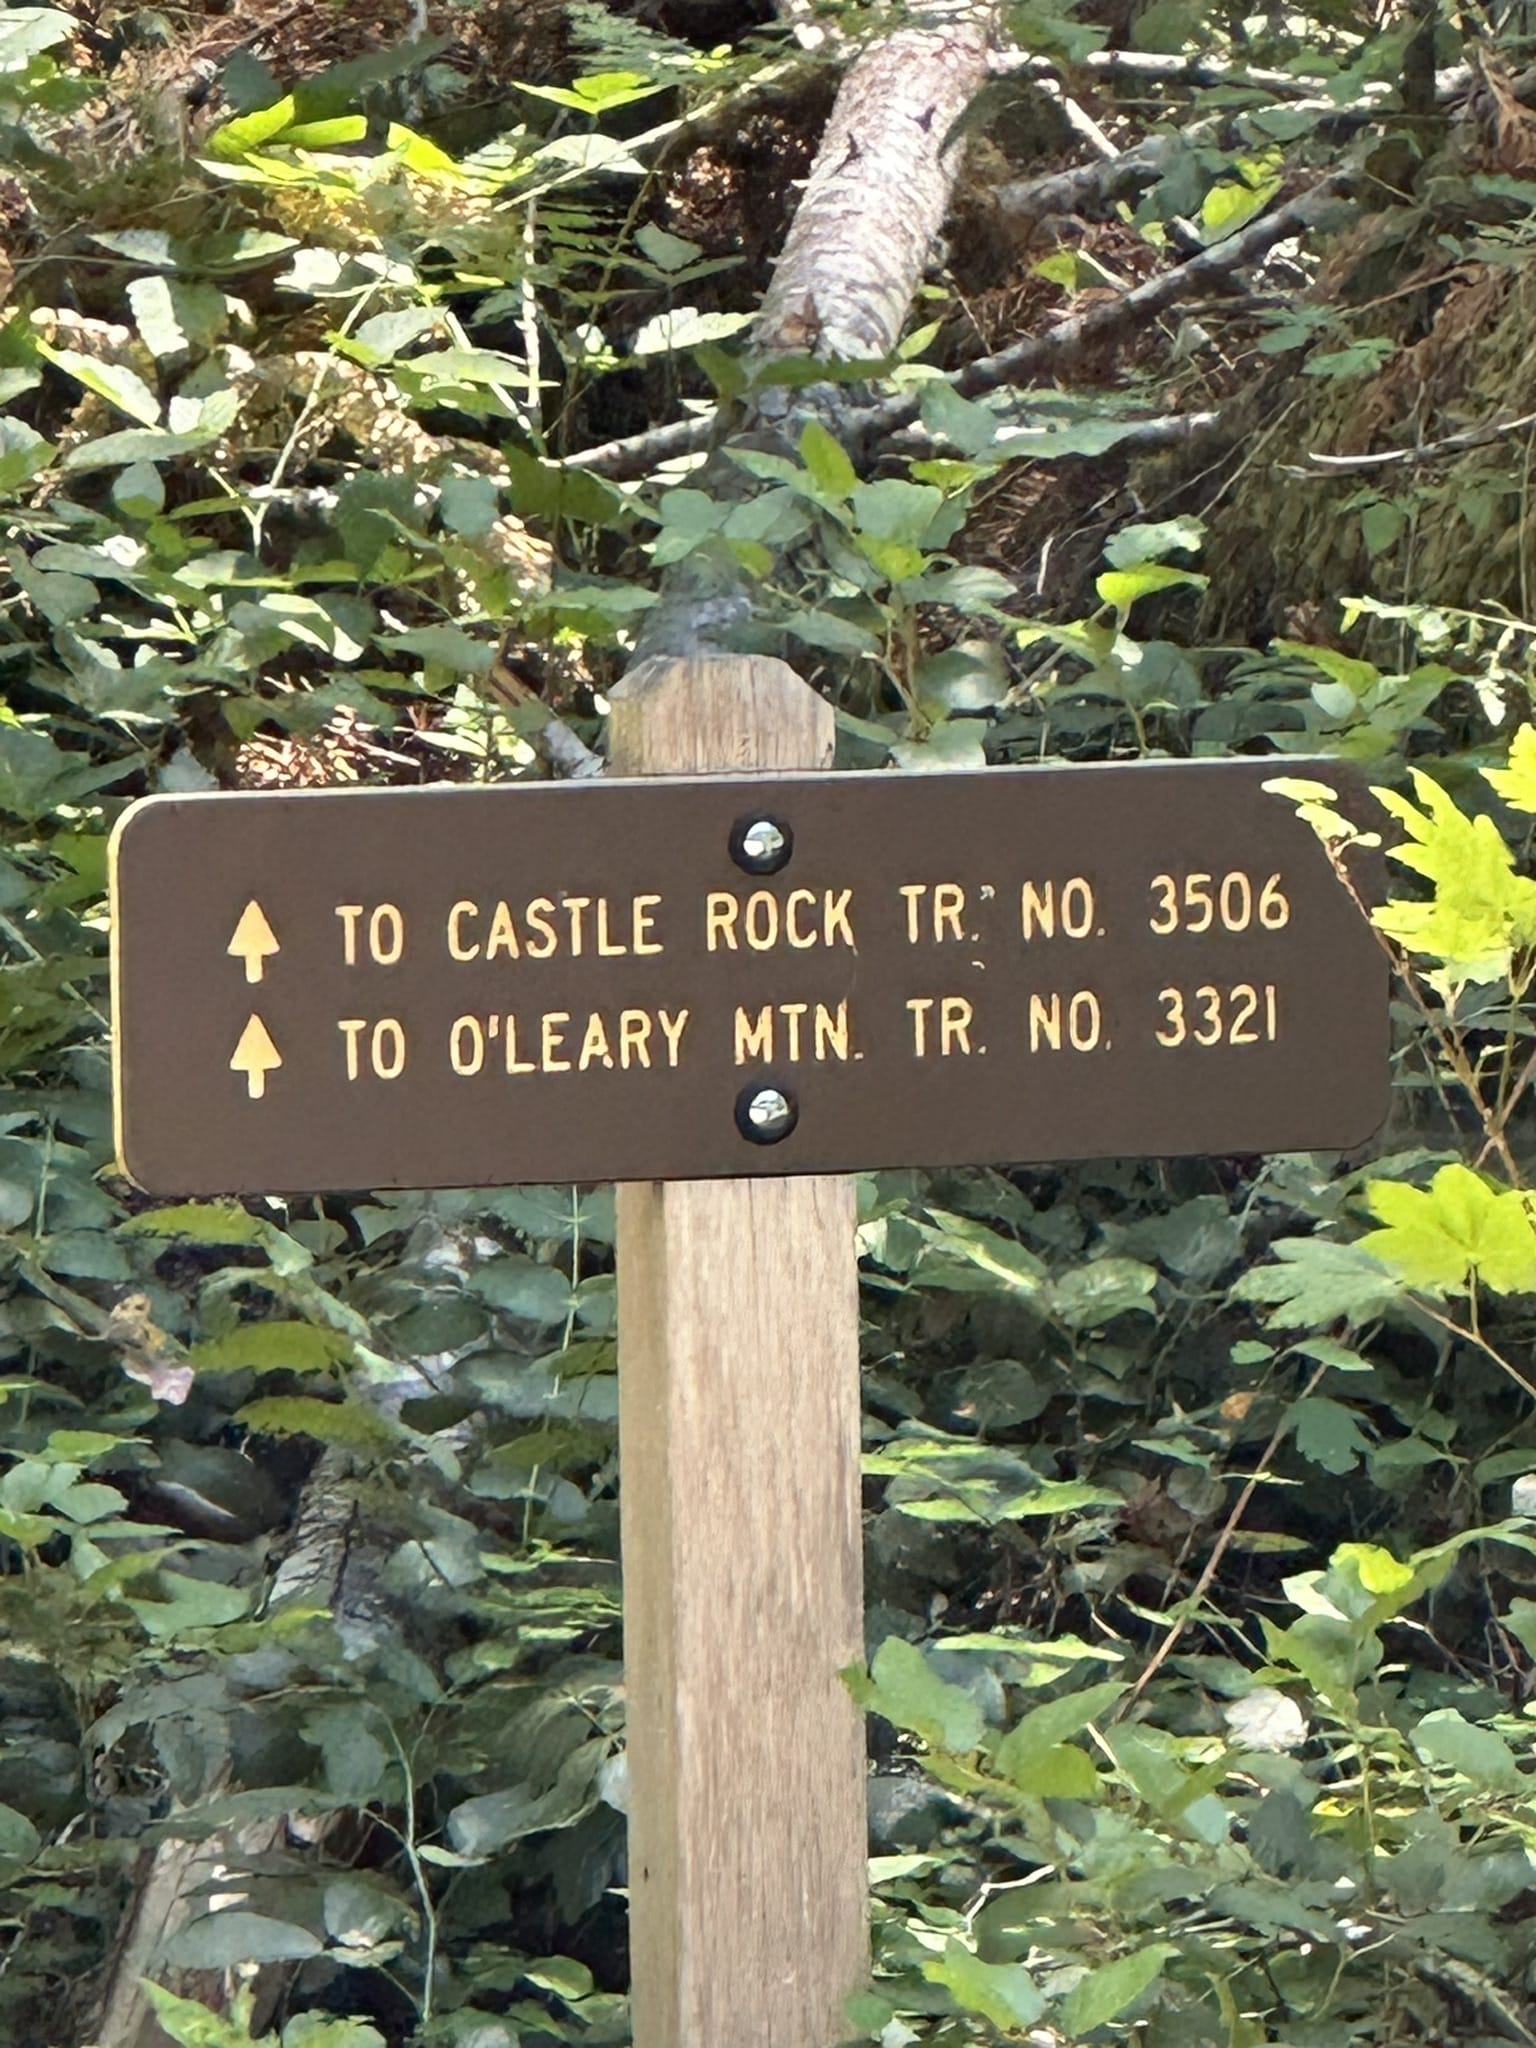 ↑ TO CASTLE ROCK TR. NO. 3506
↑ TO O'LEARY MTN. TR. NO. 3321